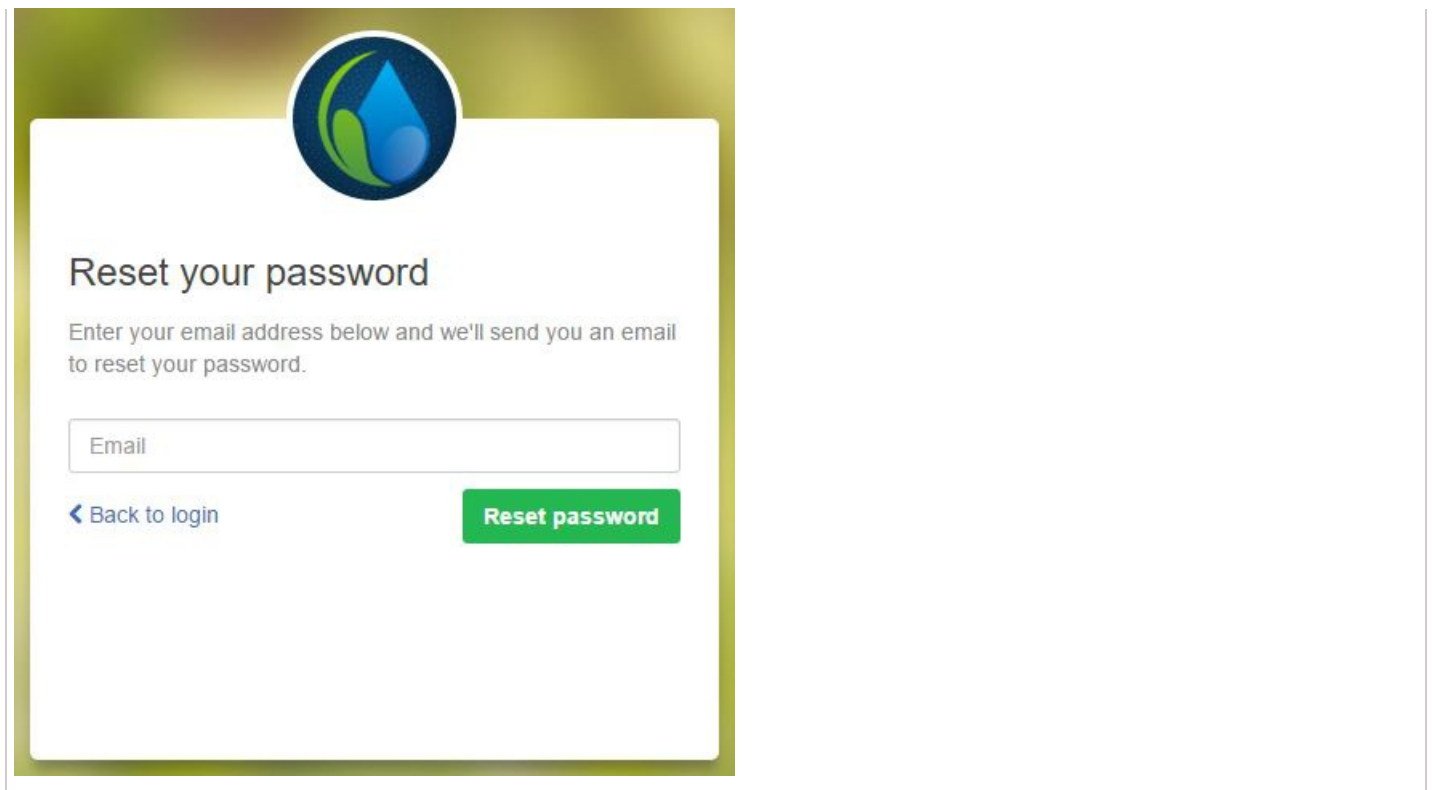 Reset your password
Enter your email address below and we'll send you an email
to reset your password.
Email
Back to login
Reset password